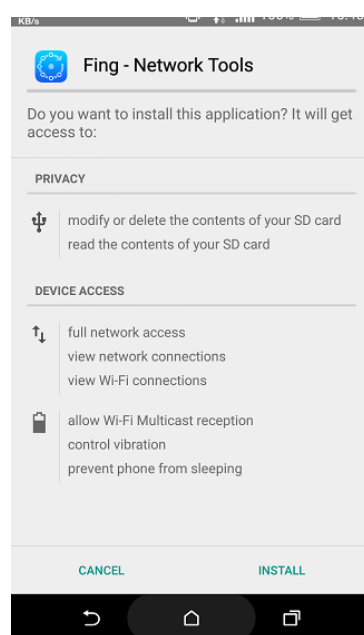 KB/s
Fing - Network Tools
Do you want to install this application? It will get
access to:
PRIVACY
modify or delete the contents of your SD card
read the contents of your SD card
DEVICE ACCESS
full network access
view network connections
view Wi-Fi connections
allow Wi-Fi Multicast reception
control vibration
prevent phone from sleeping
CANCEL
INSTALL